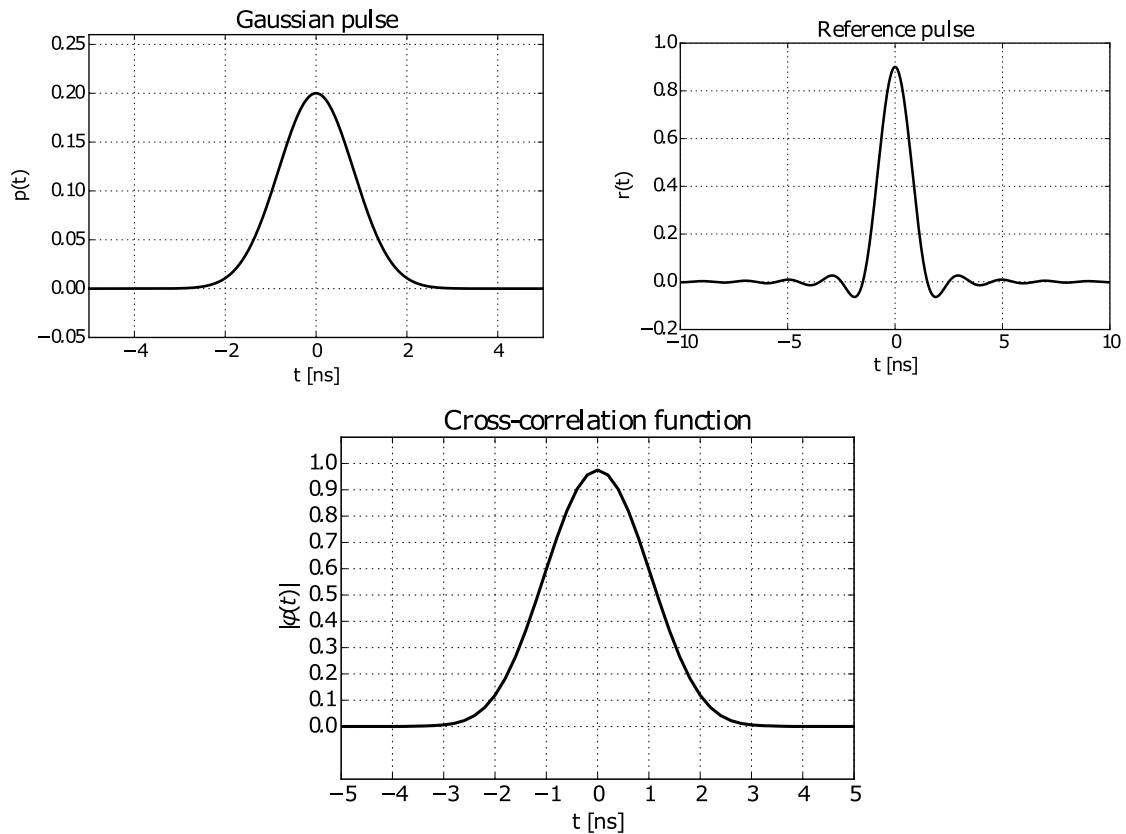 Gaussian pulse
0.25
0.20
0.15
0.10
0.05
0.00
−0.05
p(t)
−4 −2 0 2 4
t [ns]
Reference pulse
1.0
0.8
0.6
0.4
0.2
0.0
−0.2
r(t)
−10 −5 0 5 10
t [ns]
Cross-correlation function
1.0
0.9
0.8
0.7
0.6
0.5
0.4
0.3
0.2
0.1
0.0
|φ(t)|
−5 −4 −3 −2 −1 0 1 2 3 4 5
t [ns]